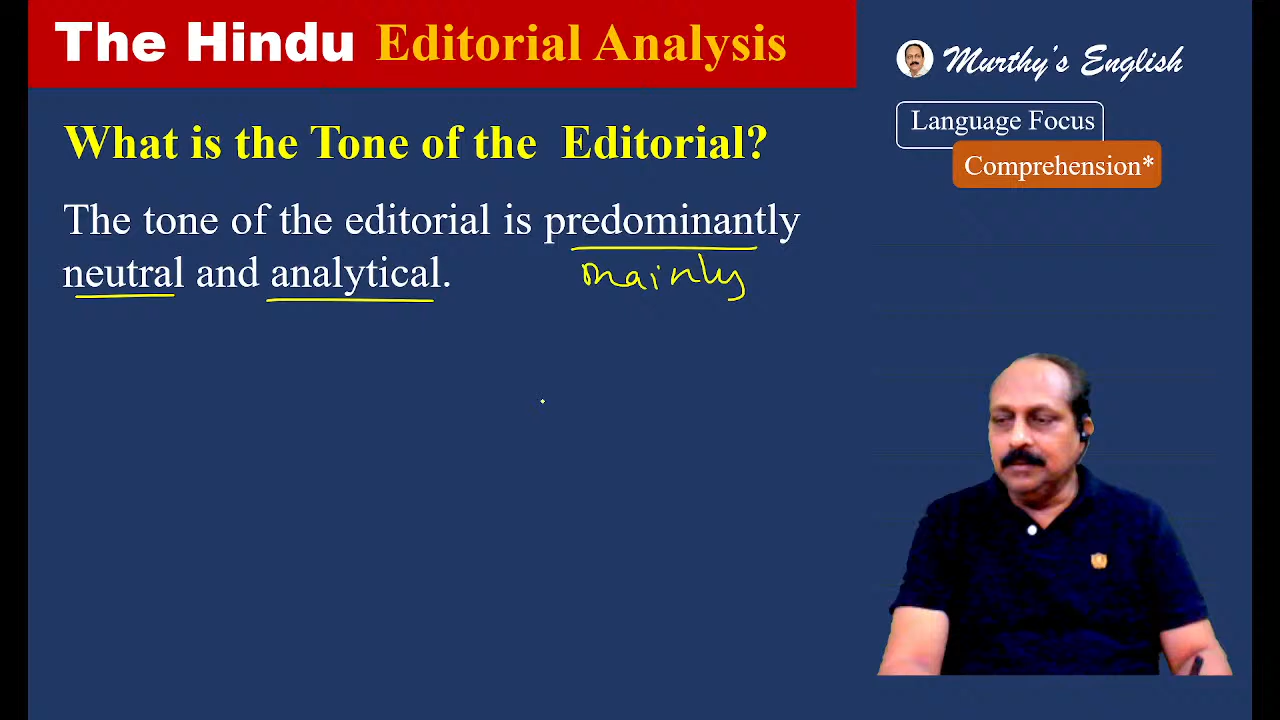 The Hindu Editorial Analysis
Murthy's English
Language Focus
Comprehension*
What is the Tone of the Editorial?
The tone of the editorial is predominantly
neutral and analytical.
mainly